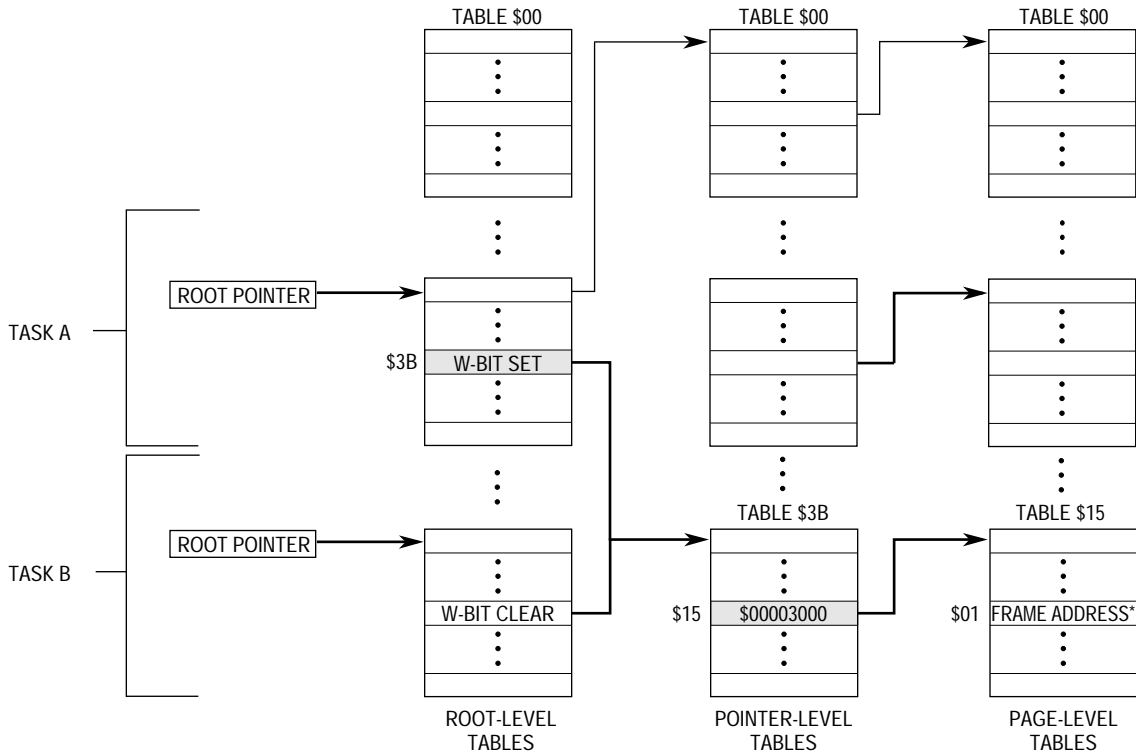 TABLE $00
TABLE $00
TABLE $00
TASK A
ROOT POINTER
$3B
W-BIT SET
TASK B
ROOT POINTER
W-BIT CLEAR
TABLE $3B
$15
$00003000
TABLE $15
$01
FRAME ADDRESS*
ROOT-LEVEL
TABLES
POINTER-LEVEL
TABLES
PAGE-LEVEL
TABLES